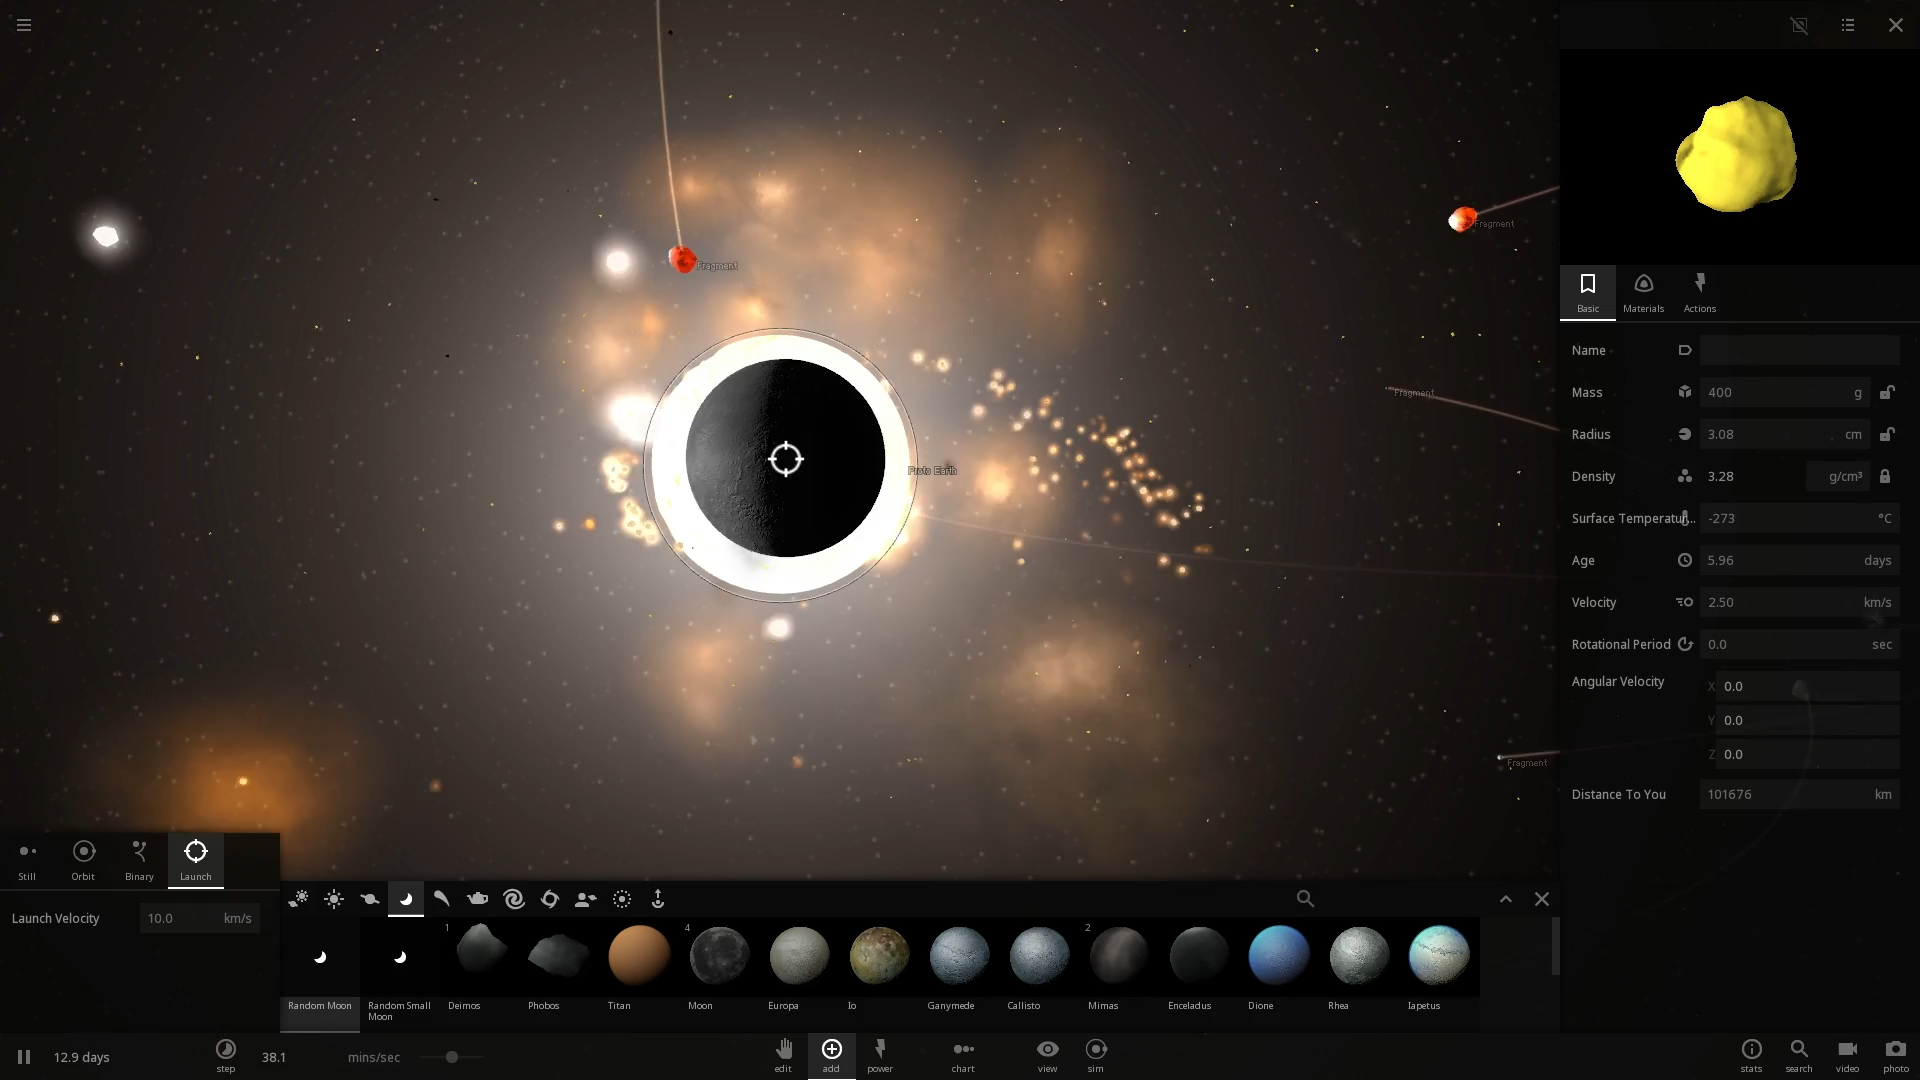 Fragment
Fragment
Fragment
Proto Earth
Fragment
Basic
Materials
Actions
Name
Mass 400 g
Radius 3.08 cm
Density 3.28 g/cm³
Surface Temperatur... -273 °C
Age 5.96 days
Velocity 2.50 km/s
Rotational Period 0.0 sec
Angular Velocity X 0.0
Y 0.0
Z 0.0
Distance To You 101676 km
Still
Orbit
Binary
Launch
Launch Velocity 10.0 km/s
1
4
2
Random Moon
Random Small
Moon
Deimos
Phobos
Titan
Moon
Europa
Io
Ganymede
Callisto
Mimas
Enceladus
Dione
Rhea
Iapetus
12.9 days
step
38.1 mins/sec
edit
add
power
chart
view
sim
stats
search
video
photo